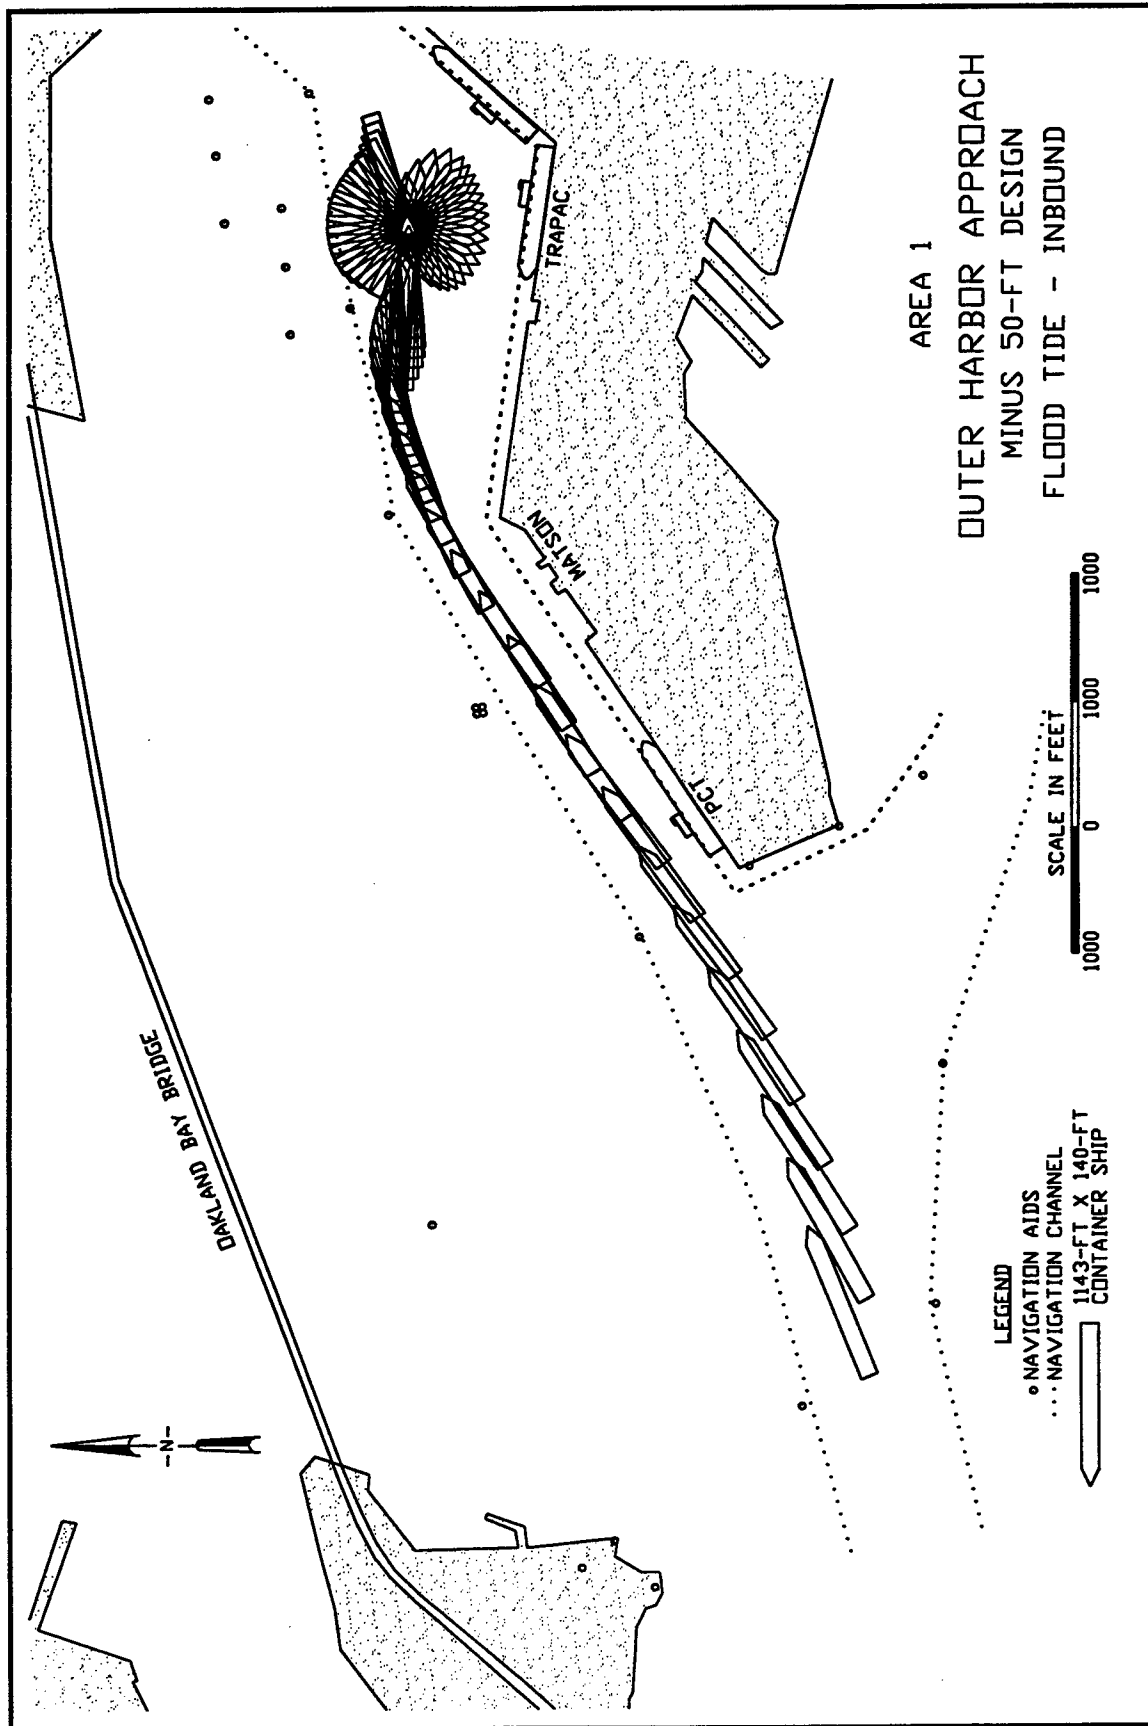 OAKLAND BAY BRIDGE
-N-
TRAPAC
MATSON
PCT
88
AREA 1
OUTER HARBOR APPROACH
MINUS 50-FT DESIGN
FLOOD TIDE - INBOUND
LEGEND
NAVIGATION AIDS
NAVIGATION CHANNEL
1143-FT X 140-FT
CONTAINER SHIP
SCALE IN FEET
1000 0 1000 1000